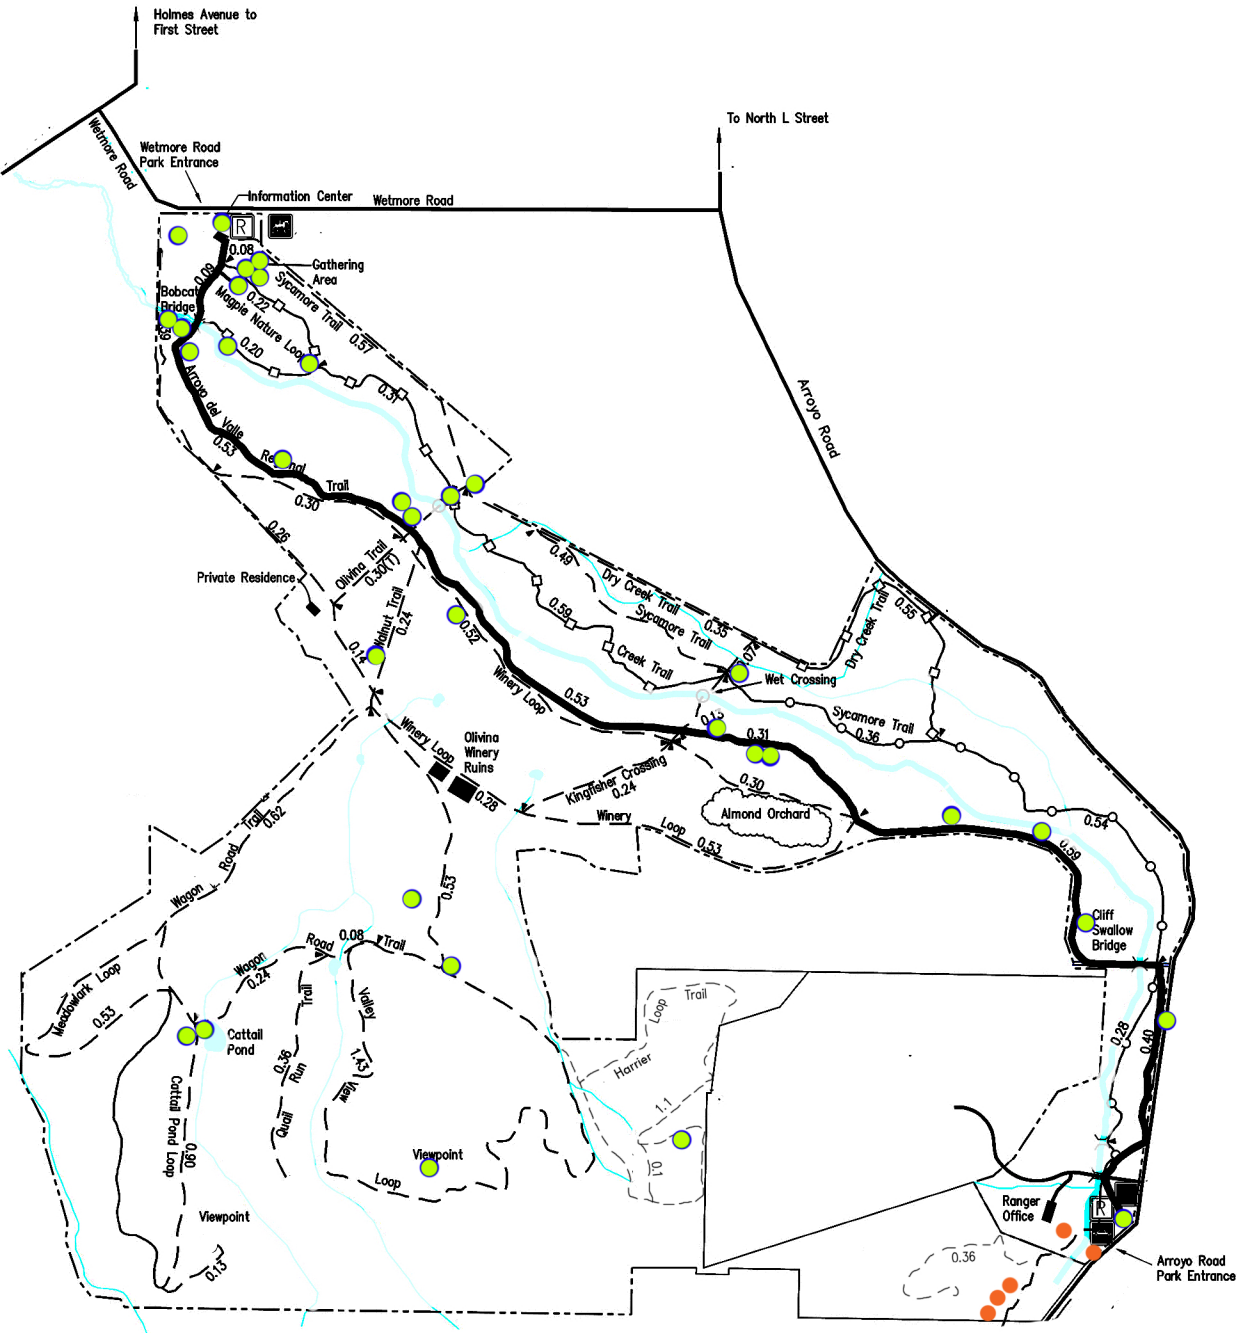 Holmes Avenue to
First Street
To North L Street
Wetmore Road
Wetmore Road
Park Entrance
Information Center
Wetmore Road
R
0.08
Gathering
Area
0.09
Sycamore Trail
0.57
Bobcat
Bridge
0.22
Magpie Nature Loop
0.20
0.31
Arroyo Road
Arroyo del Valle
0.53
Trail
0.30
0.26
Olivina Trail
0.30(T)
Private Residence
0.49
Dry Creek Trail
0.35
Sycamore Trail
0.59
Creek Trail
0.55
Dry Creek Trail
0.07
Walnut Trail
0.24
0.52
0.14
Wet Crossing
Winery Loop
0.53
0.13
0.31
Sycamore Trail
0.36
Winery Loop
Olivina
Winery
Ruins
0.28
Kingfisher Crossing
0.24
0.30
Almond Orchard
Winery Loop
0.53
0.54
0.59
Wagon Road Trail
0.62
0.53
Cliff
Swallow
Bridge
Wagon Road Trail
0.24
0.08
Meadowlark Loop
0.53
Cattail
Pond
Quail Run Trail
0.36
Valley View Loop
1.43
Loop Trail
Harrier
1.1
0.1
0.28
0.40
Cattail Pond Loop
0.90
Viewpoint
Viewpoint
0.13
Ranger
Office
R
0.36
Arroyo Road
Park Entrance